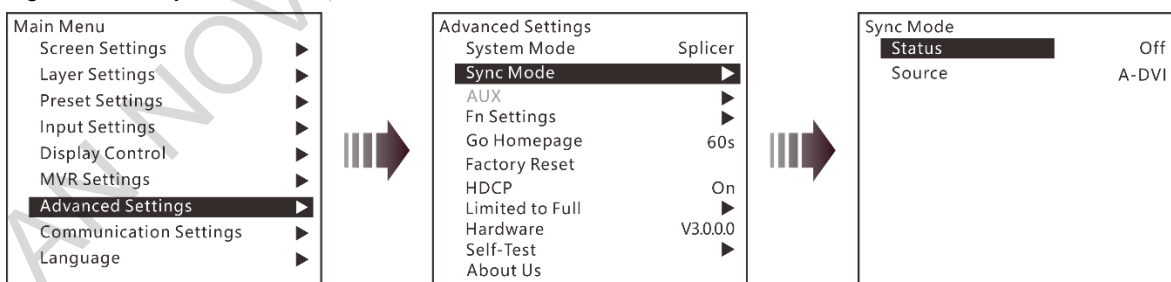 Main Menu
Screen Settings
Layer Settings
Preset Settings
Input Settings
Display Control
MVR Settings
Advanced Settings
Communication Settings
Language
Advanced Settings
System Mode Splicer
Sync Mode
AUX
Fn Settings
Go Homepage 60s
Factory Reset
HDCP On
Limited to Full
Hardware V3.0.0.0
Self-Test
About Us
Sync Mode
Status Off
Source A-DVI
AN NOV